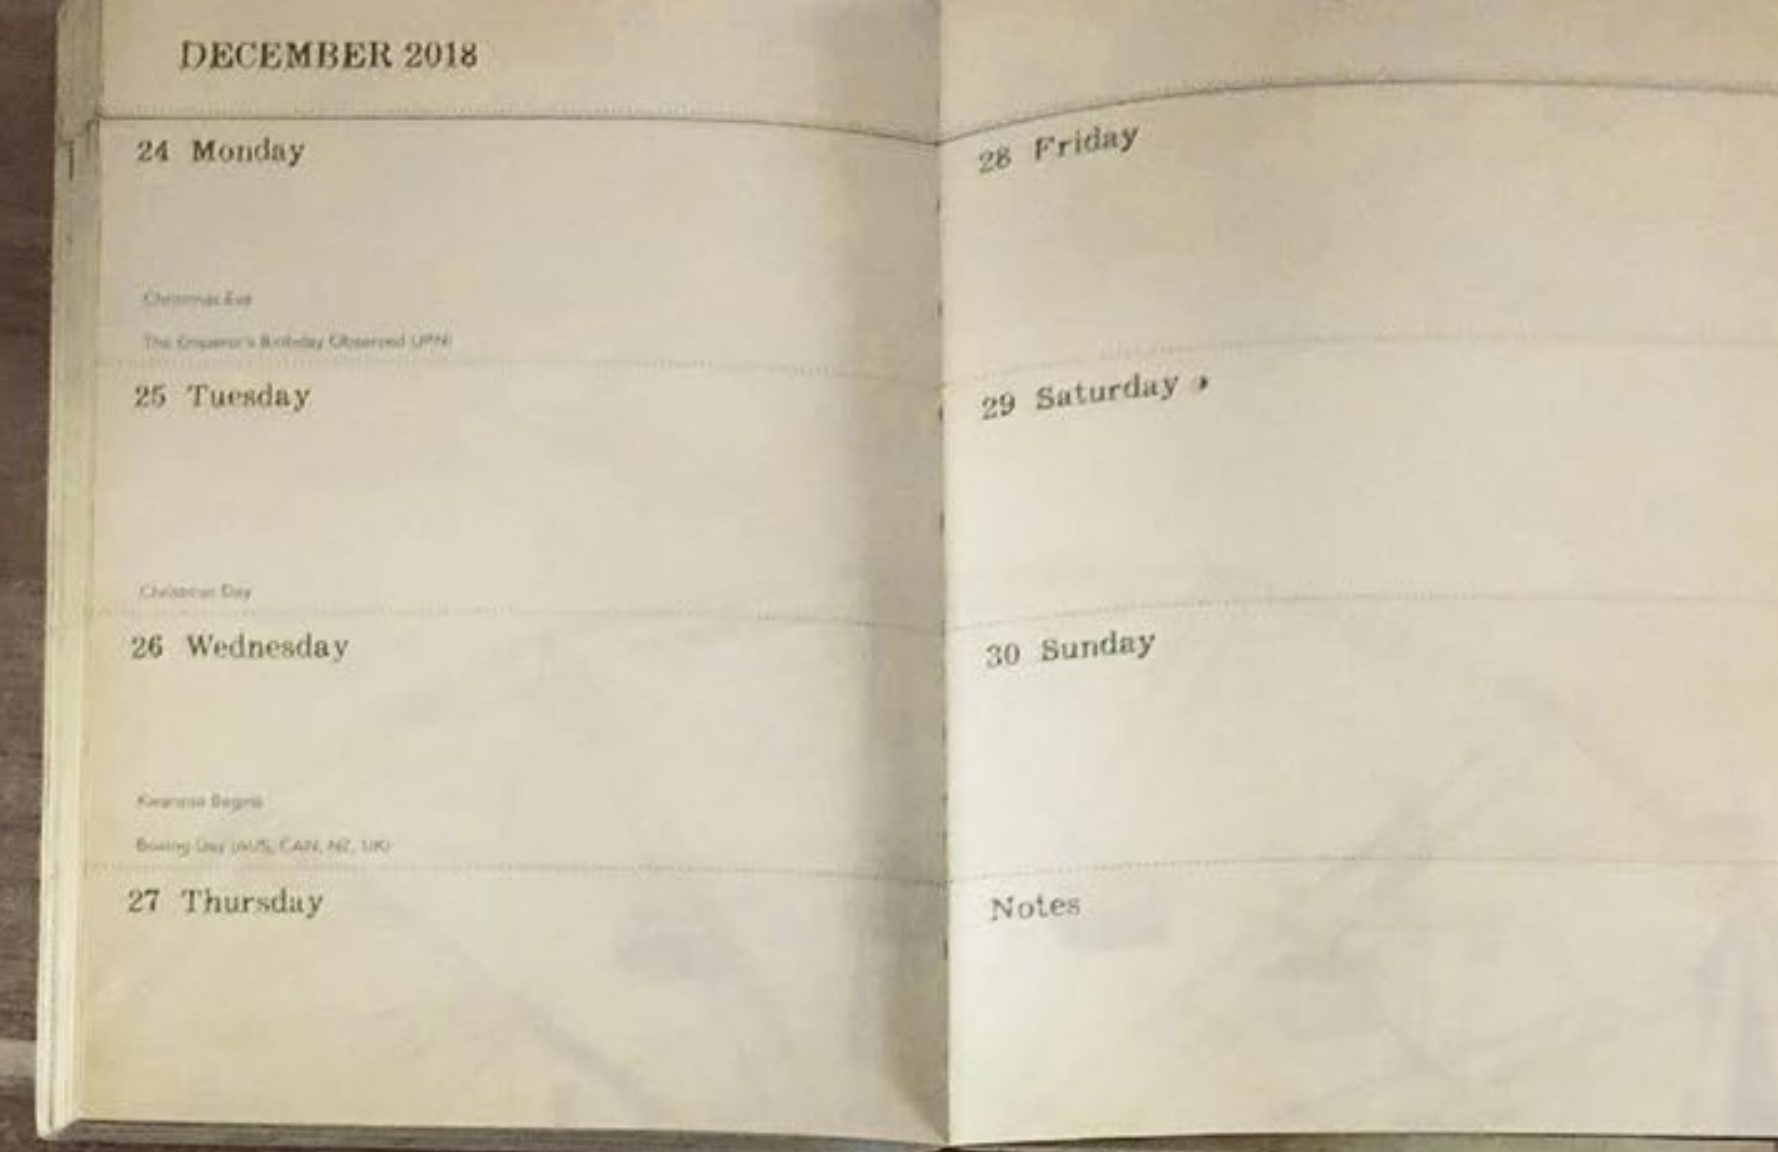 DECEMBER 2018
24 Monday
Christmas Eve
The Emperor's Birthday Observed (JPN)
25 Tuesday
Christmas Day
26 Wednesday
Kwanzaa Begins
Boxing Day (AUS, CAN, NZ, UK)
27 Thursday
28 Friday
29 Saturday
30 Sunday
Notes